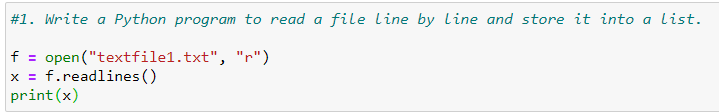 #1. Write a Python program to read a file line by line and store it into a list.
f = open("textfile1.txt", "r")
x = f.readlines()
print(x)